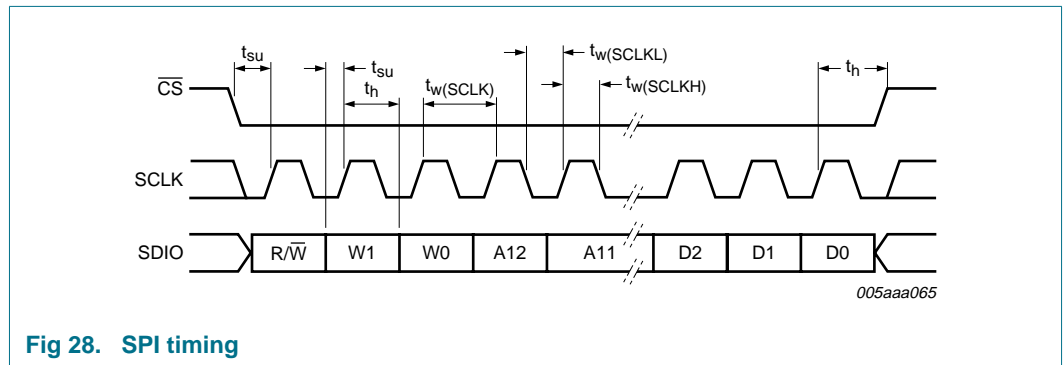 tsu
tsu
th
tw(SCLK)
tw(SCLKL)
tw(SCLKH)
th
CS
SCLK
SDIO
R/W
W1
W0
A12
A11
D2
D1
D0
005aaa065
Fig 28. SPI timing